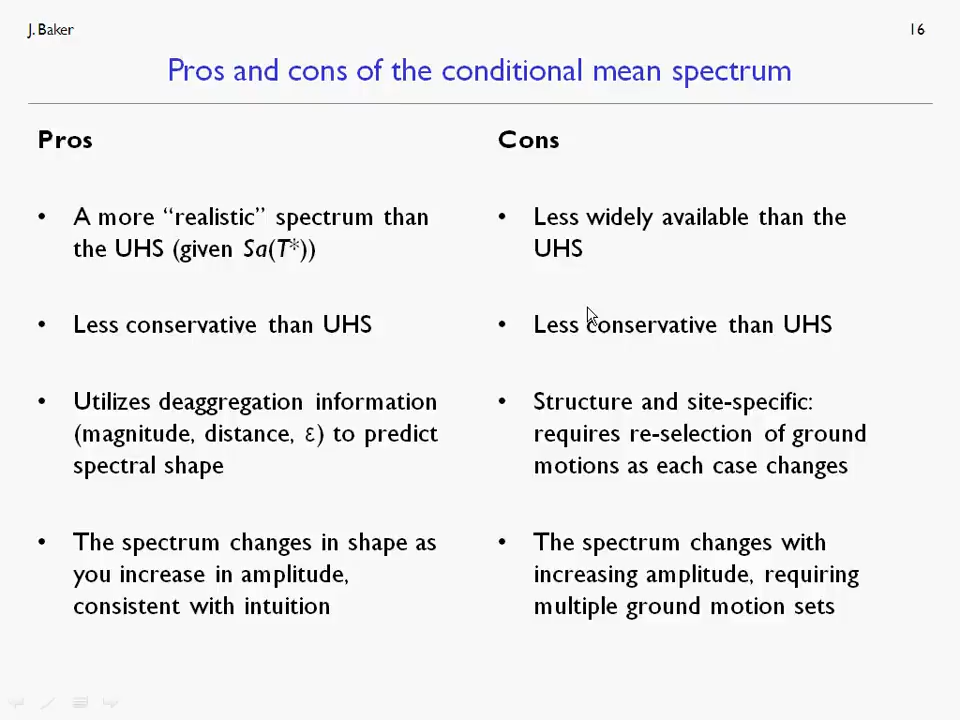 J. Baker
16
Pros and cons of the conditional mean spectrum
Pros
• A more “realistic” spectrum than
the UHS (given Sa(T*))
• Less conservative than UHS
• Utilizes deaggregation information
(magnitude, distance, ε) to predict
spectral shape
• The spectrum changes in shape as
you increase in amplitude,
consistent with intuition
Cons
• Less widely available than the
UHS
• Less conservative than UHS
• Structure and site-specific:
requires re-selection of ground
motions as each case changes
• The spectrum changes with
increasing amplitude, requiring
multiple ground motion sets